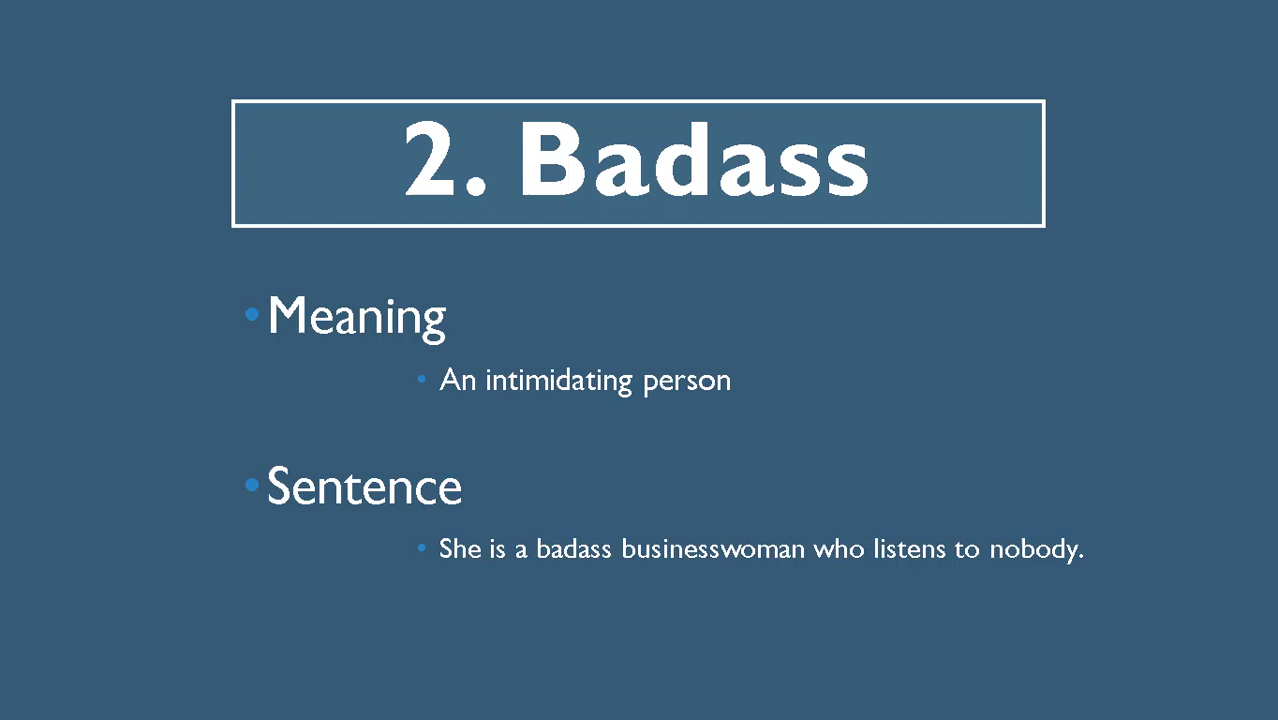 2. Badass
•Meaning
• An intimidating person
•Sentence
• She is a badass businesswoman who listens to nobody.